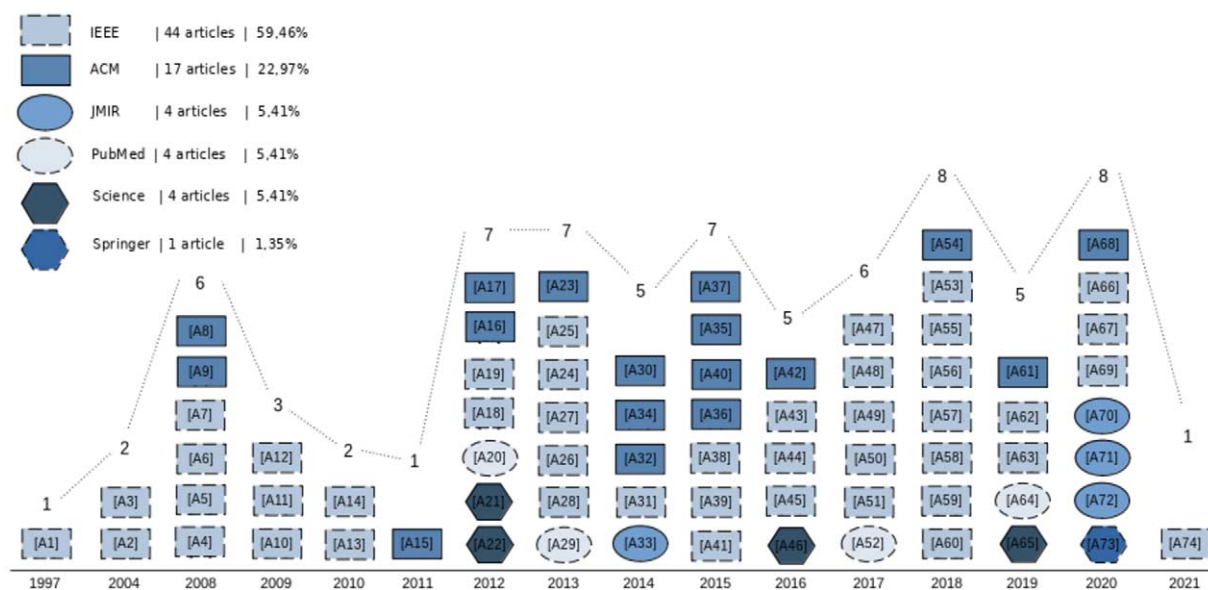 IEEE | 44 articles | 59,46%
ACM | 17 articles | 22,97%
JMIR | 4 articles | 5,41%
PubMed | 4 articles | 5,41%
Science | 4 articles | 5,41%
Springer | 1 article | 1,35%
8 8
7 7 7
6 6
5 5
5
3
2 2 1 1
1
[A54] [A68]
[A17] [A23] [A37] [A53] [A66]
[A8] [A16] [A25] [A35] [A47] [A55] [A67]
[A9] [A19] [A24] [A30] [A40] [A42] [A48] [A56] [A61] [A69]
[A7] [A18] [A27] [A34] [A36] [A43] [A49] [A57] [A62] [A70]
[A6] [A12] [A20] [A26] [A32] [A38] [A44] [A50] [A58] [A63] [A71]
[A3] [A5] [A11] [A14] [A21] [A28] [A31] [A39] [A45] [A51] [A59] [A64] [A72]
[A1] [A2] [A4] [A10] [A13] [A15] [A22] [A29] [A33] [A41] [A46] [A52] [A60] [A65] [A73] [A74]
1997 2004 2008 2009 2010 2011 2012 2013 2014 2015 2016 2017 2018 2019 2020 2021